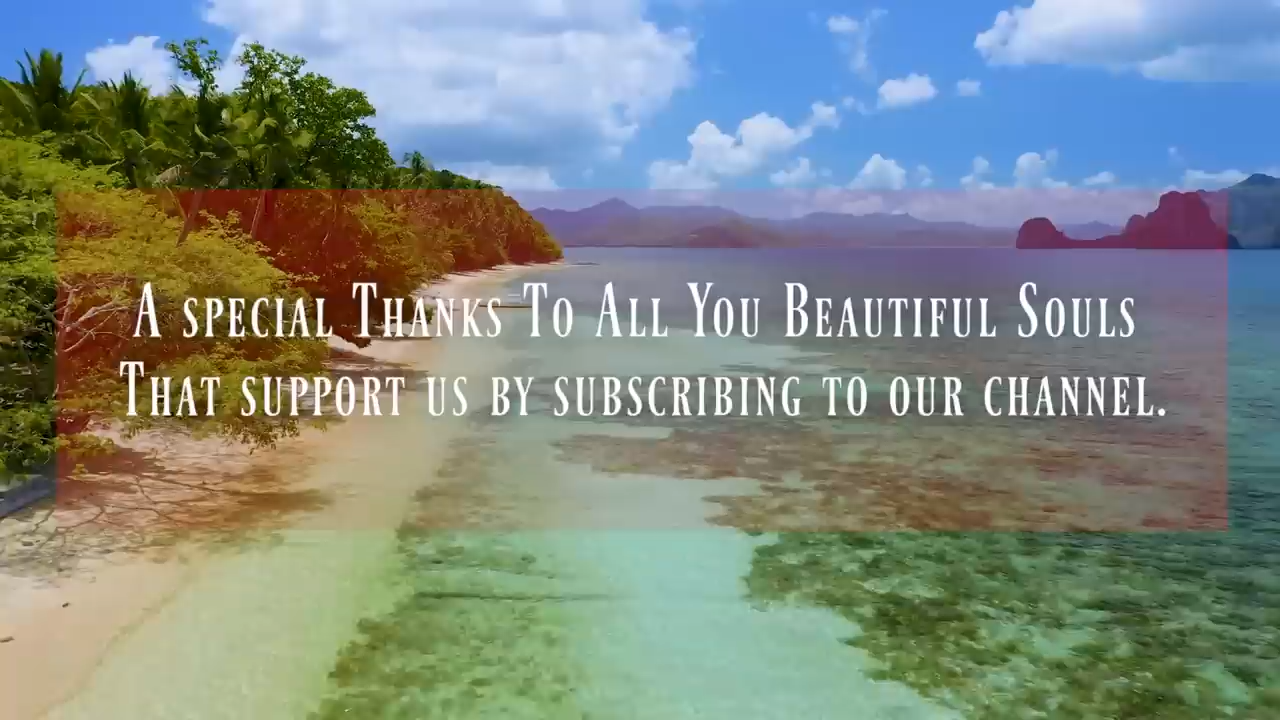 A special Thanks To All You Beautiful Souls
That support us by subscribing to our channel.